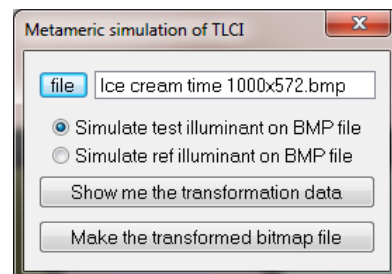 Metameric simulation of TLCI
file Ice cream time 1000x572.bmp
Simulate test illuminant on BMP file
Simulate ref illuminant on BMP file
Show me the transformation data
Make the transformed bitmap file